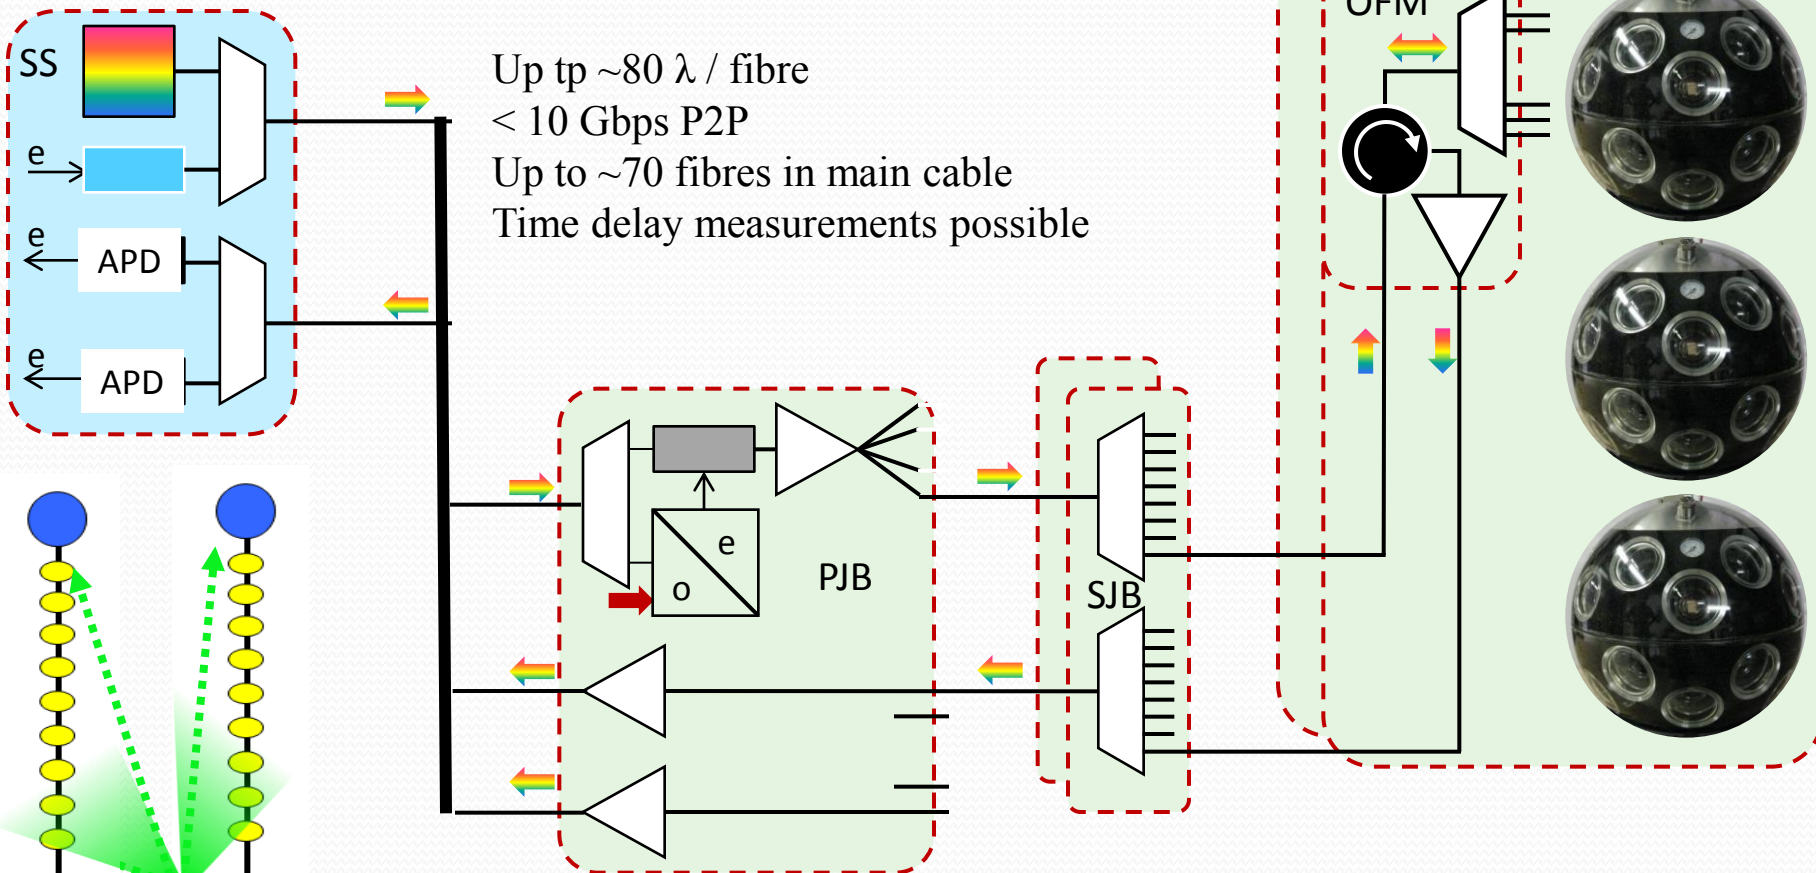 SS
e
e
APD
e
APD
Up tp ~80 λ / fibre
< 10 Gbps P2P
Up to ~70 fibres in main cable
Time delay measurements possible
OFM
e
o
PJB
SJB